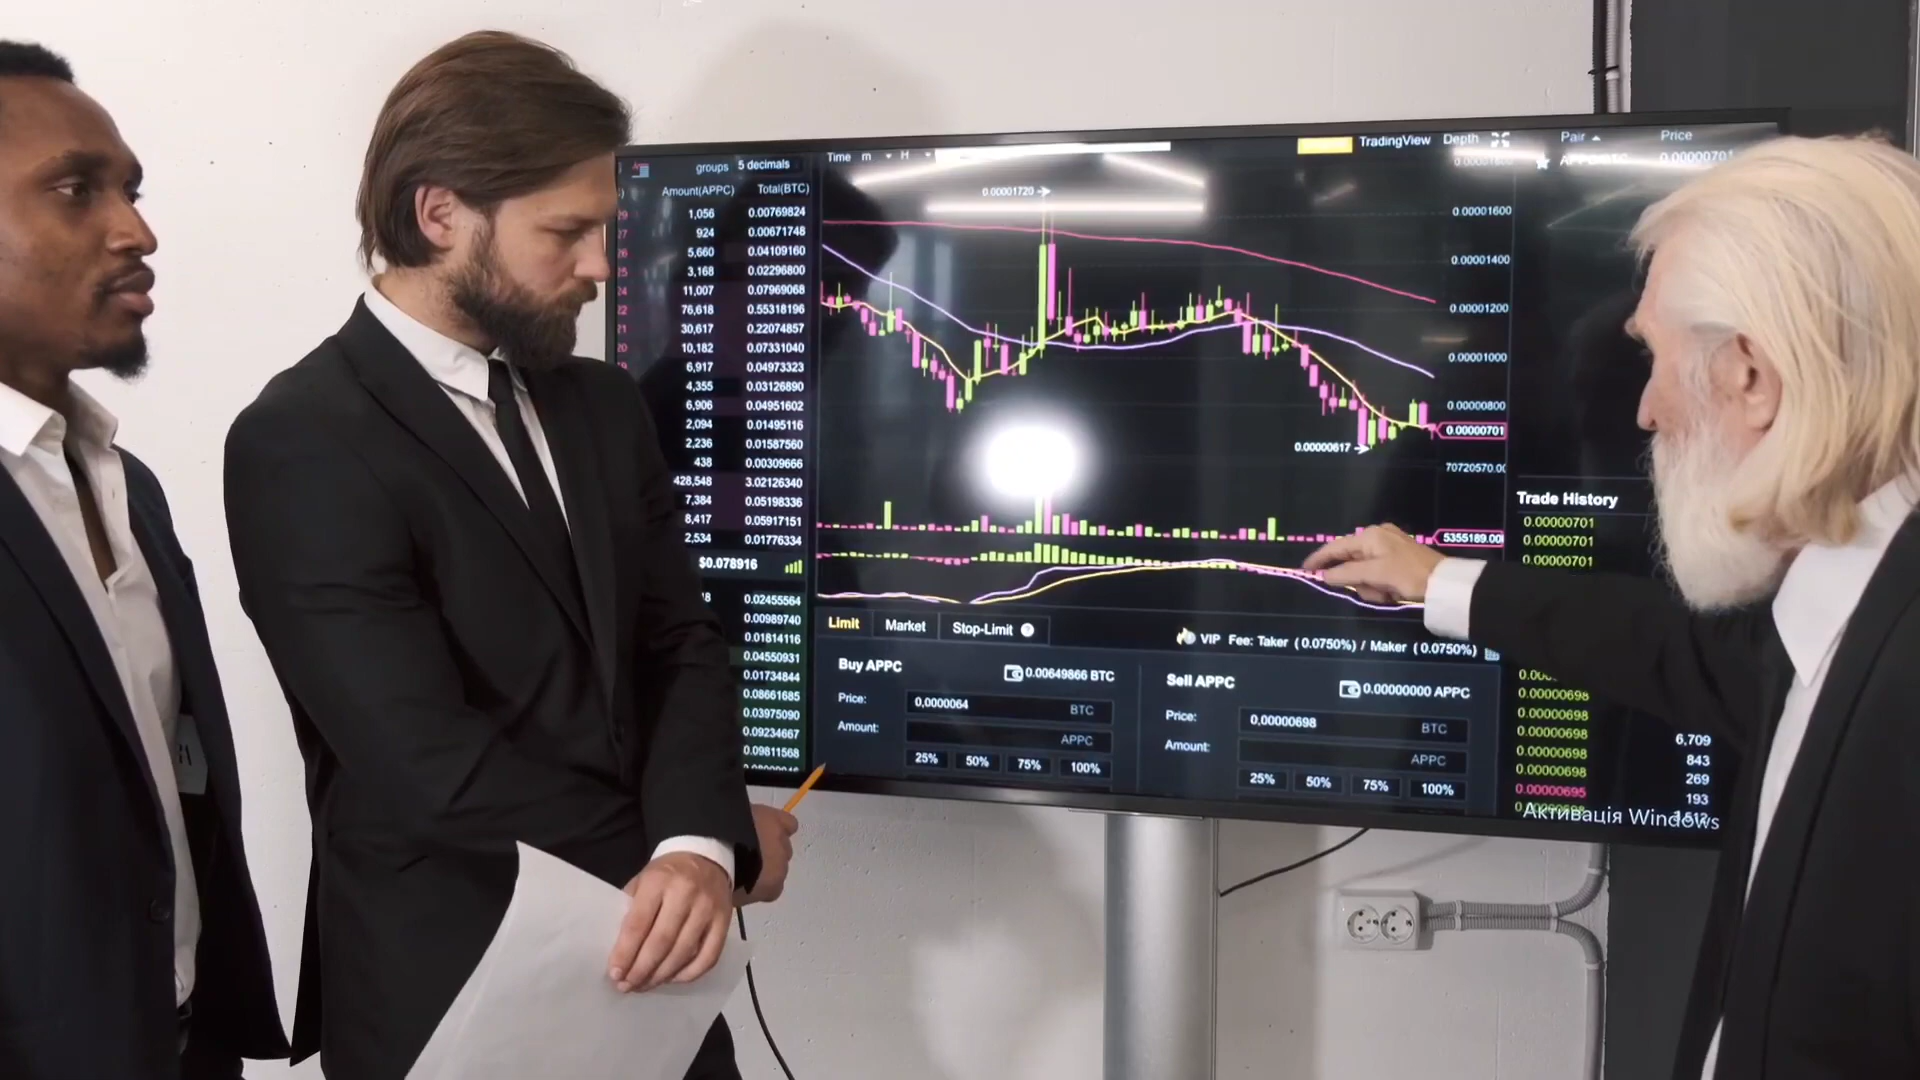 groups 5 decimals
Amount(APPC) Total(BTC)
1,056 0.00769824
924 0.00671748
5,660 0.04109160
3,168 0.02296800
11,007 0.07969068
76,618 0.55318196
30,617 0.22074857
10,182 0.07331040
6,917 0.04973323
4,355 0.03126890
6,906 0.04951602
2,094 0.01495116
2,236 0.01587560
438 0.00309666
428,548 3.02126340
7,384 0.05198336
8,417 0.05917151
2,534 0.01776334
$0.078916
0.02455564
0.00989740
0.01814116
0.04550931
0.01734844
0.08661685
0.03975090
0.09234667
0.09811568
Time m H
TradingView Depth
0.00001720
0.00001600
0.00001400
0.00001200
0.00001000
0.00000800
0.00000701
0.00000617
70720570.00
5355189.00
Limit Market Stop-Limit ?
VIP Fee: Taker ( 0.0750%) / Maker ( 0.0750%)
Buy APPC 0.00649866 BTC
Price: 0,0000064 BTC
Amount: APPC
25% 50% 75% 100%
Sell APPC 0.00000000 APPC
Price: 0,00000698 BTC
Amount: APPC
25% 50% 75% 100%
Pair Price
APPC/BTC 0.00000701
Trade History
0.00000701
0.00000701
0.00000701
0.00000698
0.00000698
0.00000698 6,709
0.00000698 843
0.00000698 269
0.00000695 193
Активація Windows